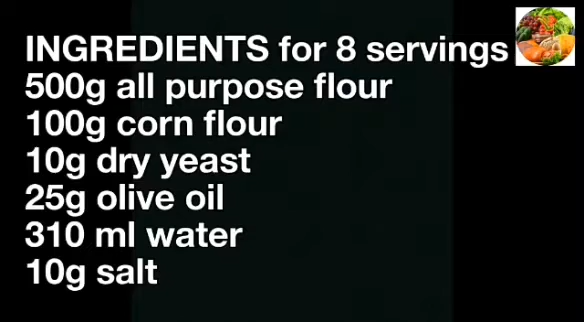 INGREDIENTS for 8 servings
500g all purpose flour
100g corn flour
10g dry yeast
25g olive oil
310 ml water
10g salt